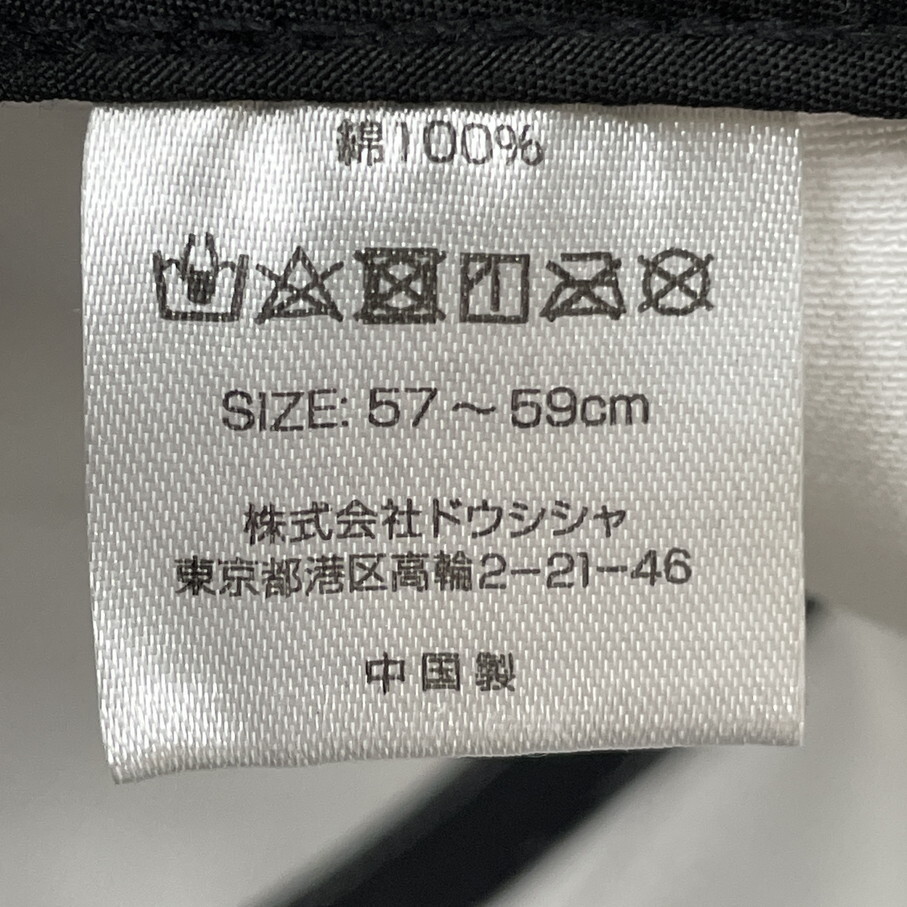 綿100%
SIZE: 57～59cm
株式会社ドウシシャ
東京都港区高輪2-21-46
中国製